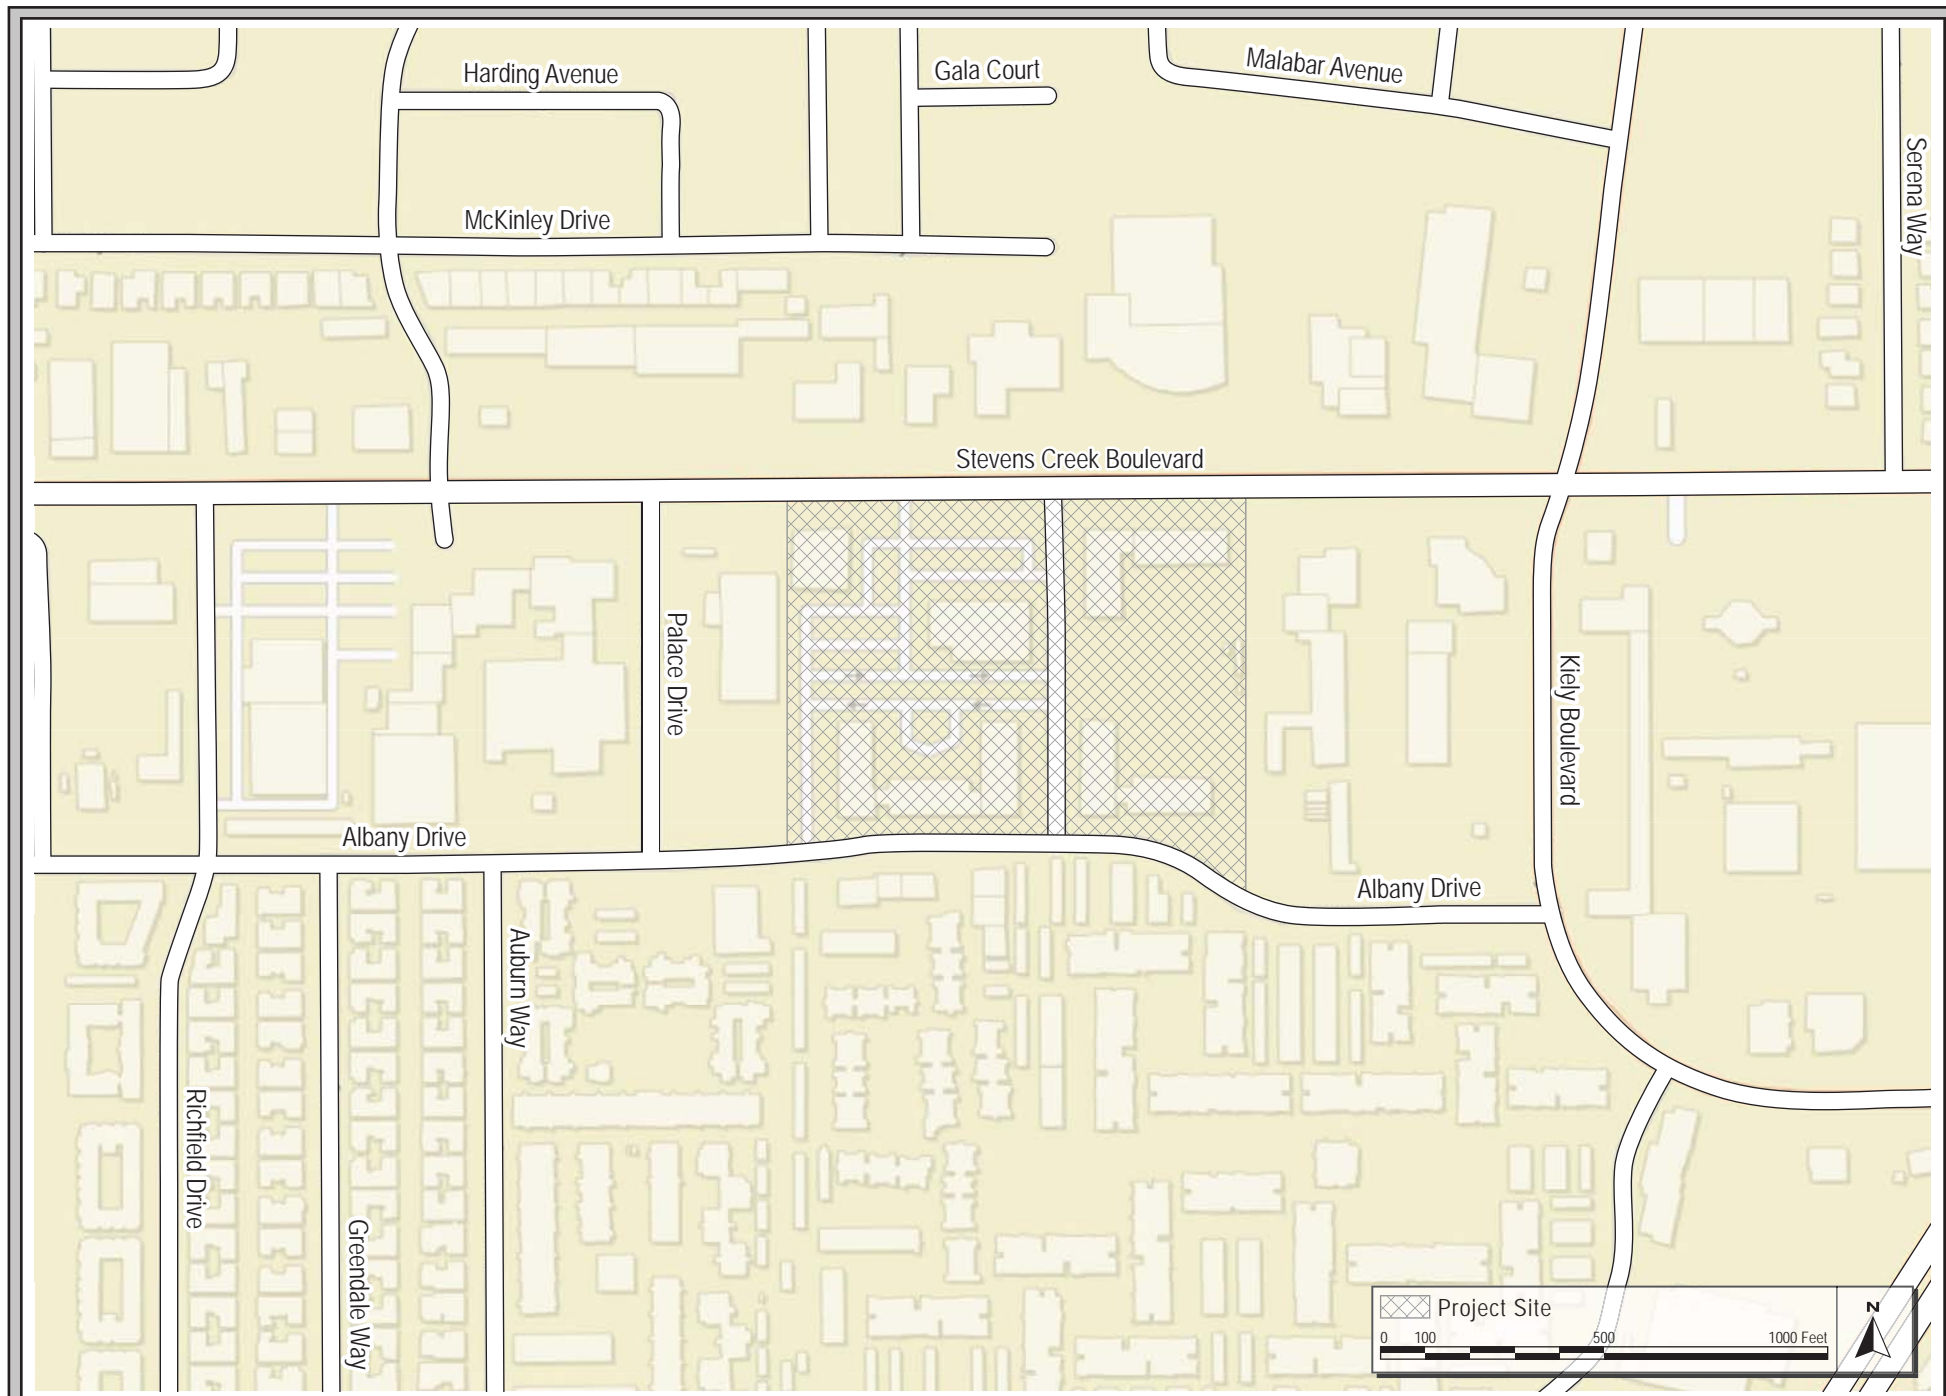 Harding Avenue
Gala Court
Malabar Avenue
Serena Way
McKinley Drive
Stevens Creek Boulevard
Palace Drive
Kiely Boulevard
Albany Drive
Albany Drive
Auburn Way
Richfield Drive
Greendale Way
Project Site
0 100 500 1000 Feet
N